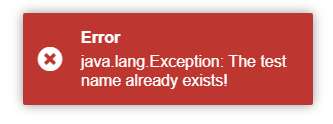 Error
java.lang.Exception: The test
name already exists!